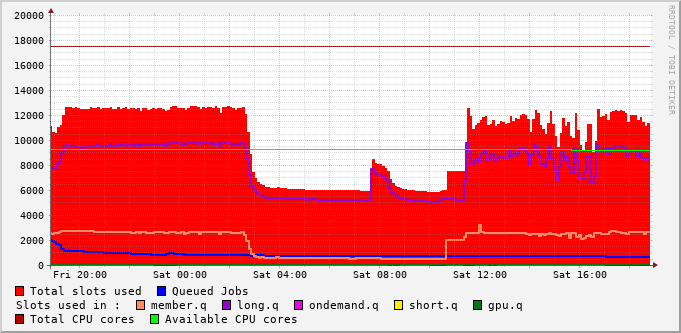 20000
18000
16000
14000
12000
10000
8000
6000
4000
2000
0
Fri 20:00 Sat 00:00 Sat 04:00 Sat 08:00 Sat 12:00 Sat 16:00
Total slots used Queued Jobs
Slots used in : member.q long.q ondemand.q short.q gpu.q
Total CPU cores Available CPU cores
RRDTOOL / TOBI OETIKER